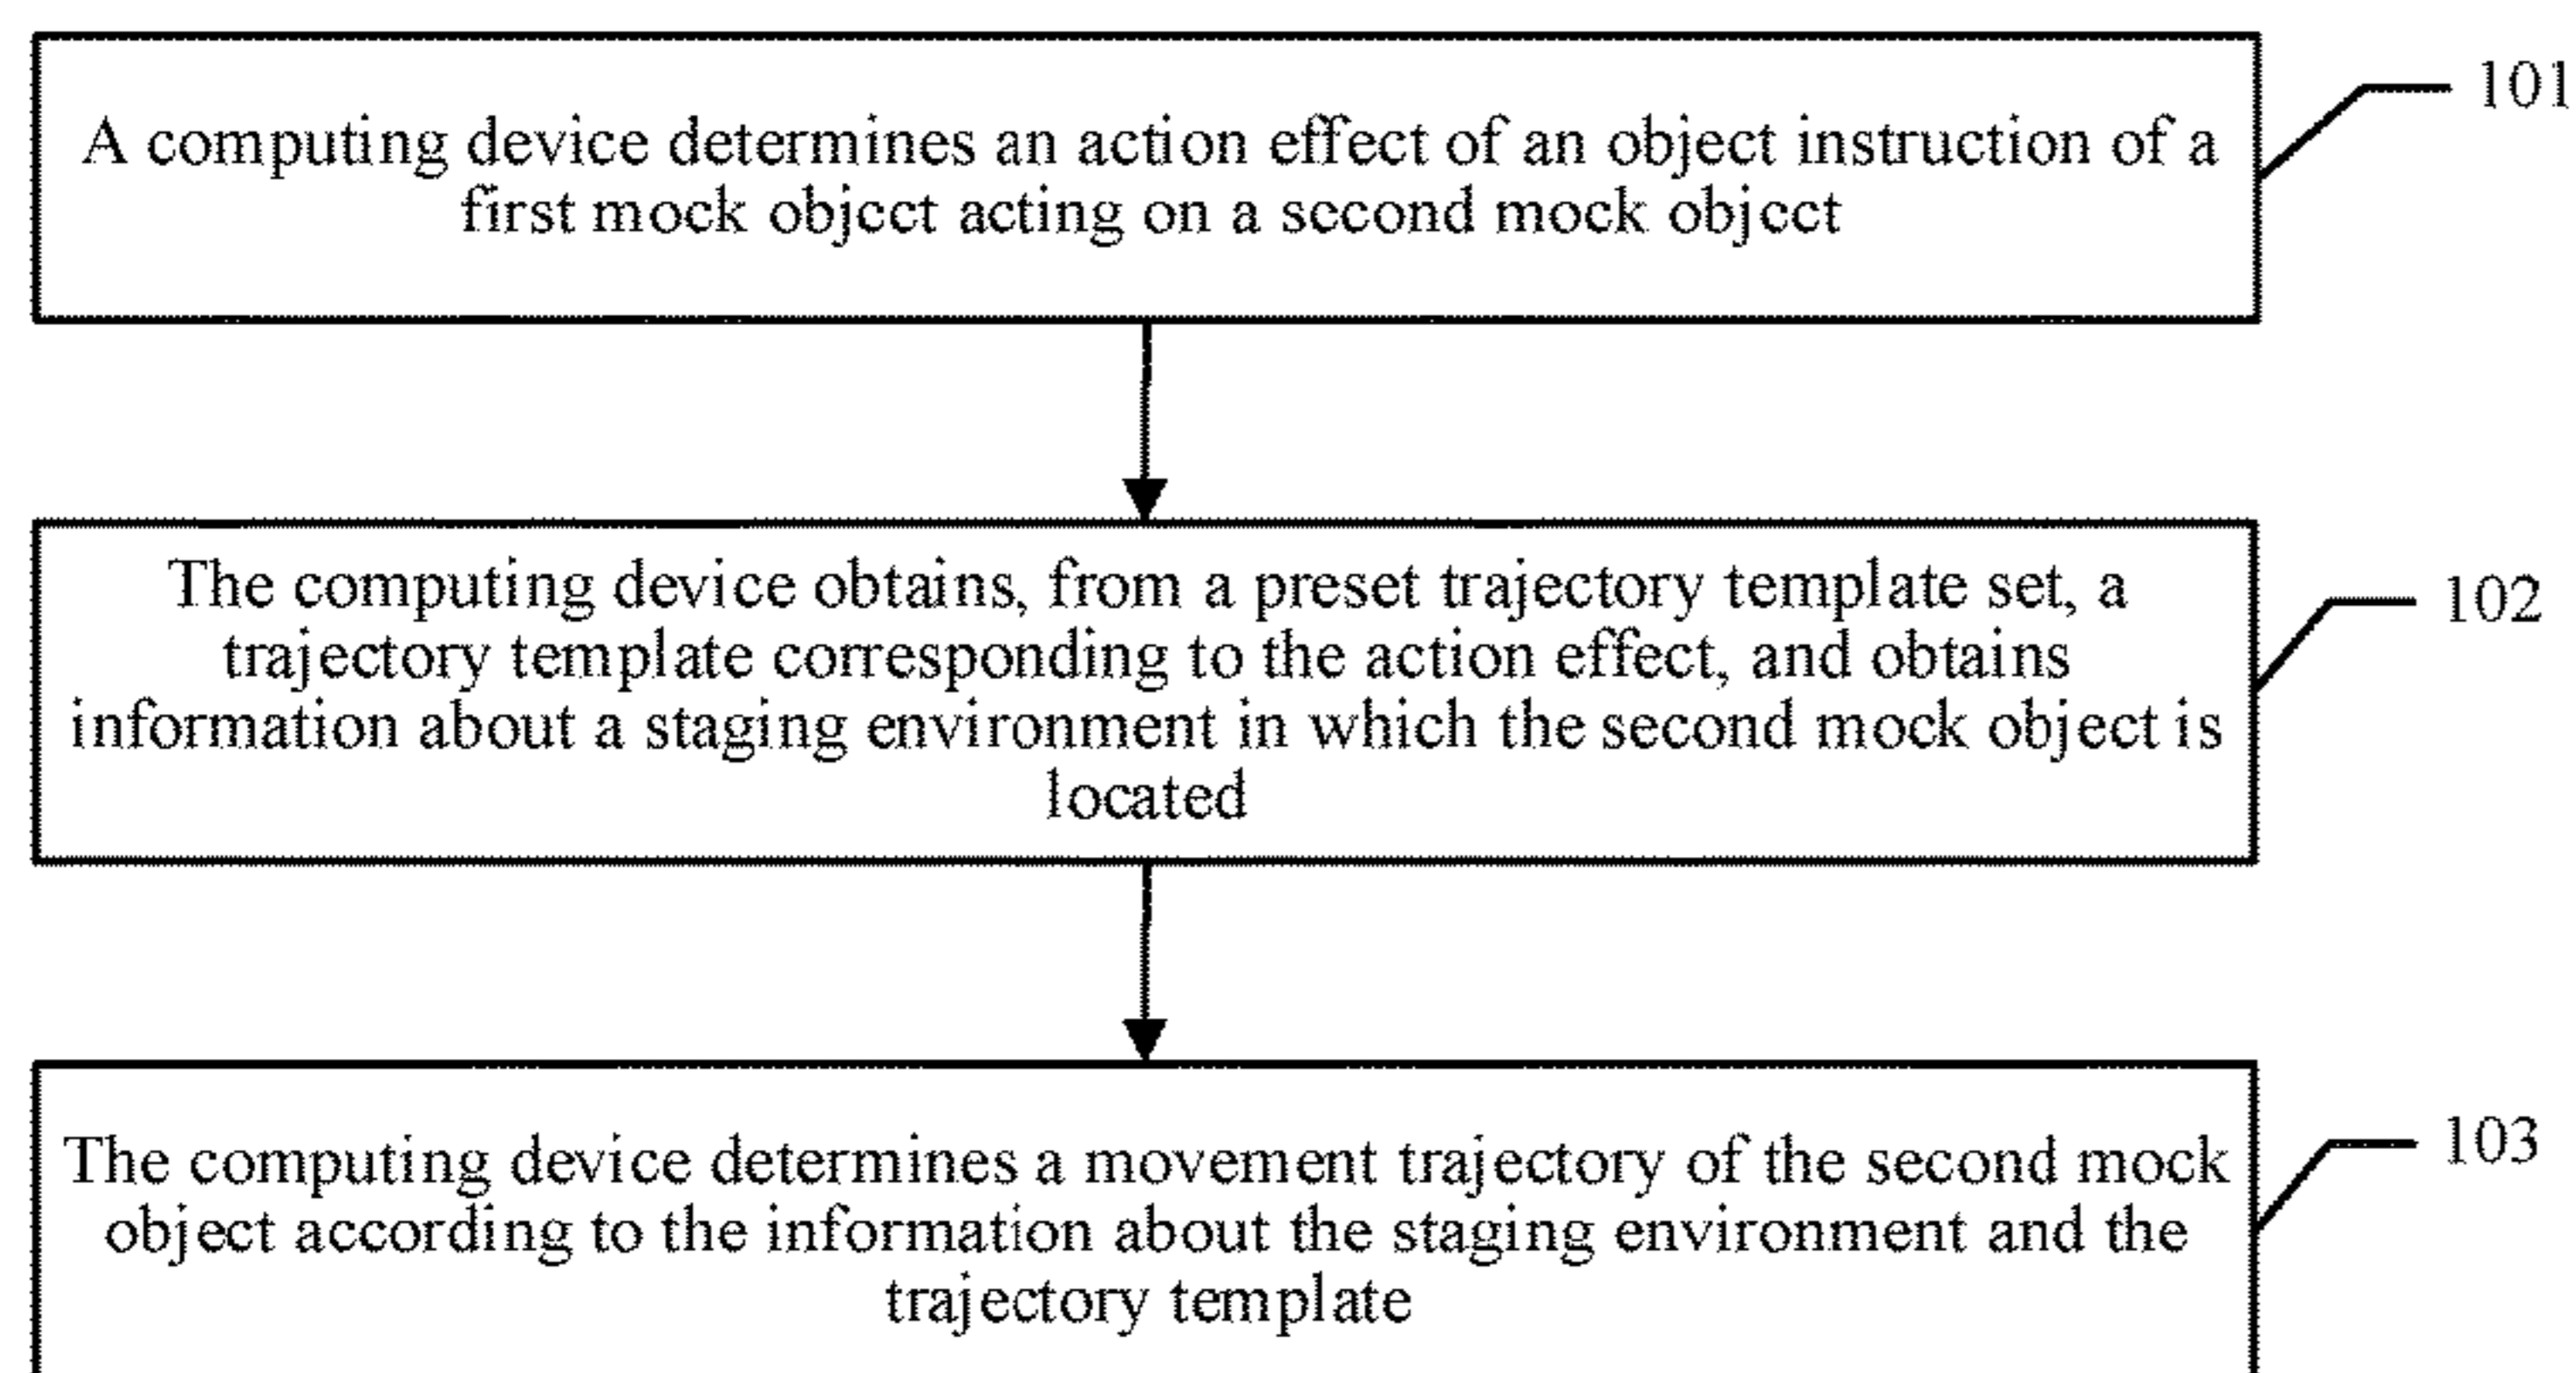 A computing device determines an action effect of an object instruction of a
first mock object acting on a second mock object
101
The computing device obtains, from a preset trajectory template set, a
trajectory template corresponding to the action effect, and obtains
information about a staging environment in which the second mock object is
located
102
The computing device determines a movement trajectory of the second mock
object according to the information about the staging environment and the
trajectory template
103